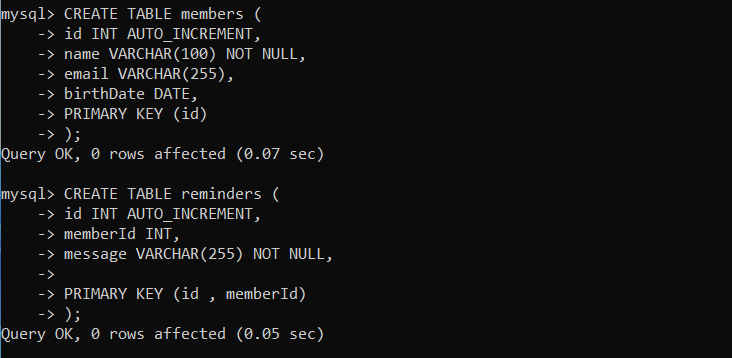 mysql> CREATE TABLE members (
    -> id INT AUTO_INCREMENT,
    -> name VARCHAR(100) NOT NULL,
    -> email VARCHAR(255),
    -> birthDate DATE,
    -> PRIMARY KEY (id)
    -> );
Query OK, 0 rows affected (0.07 sec)

mysql> CREATE TABLE reminders (
    -> id INT AUTO_INCREMENT,
    -> memberId INT,
    -> message VARCHAR(255) NOT NULL,
    ->
    -> PRIMARY KEY (id , memberId)
    -> );
Query OK, 0 rows affected (0.05 sec)